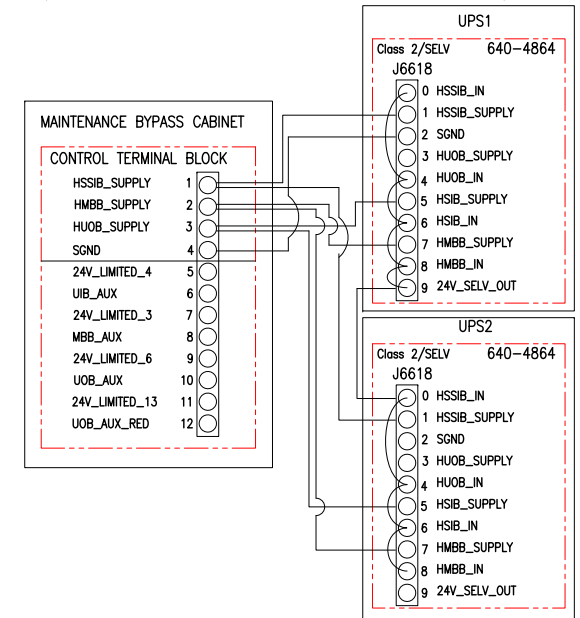 UPS1
Class 2/SELV 640-4864
J6618
0 HSSIB_IN
1 HSSIB_SUPPLY
2 SGND
3 HUOB_SUPPLY
4 HUOB_IN
5 HSIB_SUPPLY
6 HSIB_IN
7 HMBB_SUPPLY
8 HMBB_IN
9 24V_SELV_OUT
MAINTENANCE BYPASS CABINET
CONTROL TERMINAL BLOCK
HSSIB_SUPPLY 1
HMBB_SUPPLY 2
HUOB_SUPPLY 3
SGND 4
24V_LIMITED_4 5
UIB_AUX 6
24V_LIMITED_3 7
MBB_AUX 8
24V_LIMITED_6 9
UOB_AUX 10
24V_LIMITED_13 11
UOB_AUX_RED 12
UPS2
Class 2/SELV 640-4864
J6618
0 HSSIB_IN
1 HSSIB_SUPPLY
2 SGND
3 HUOB_SUPPLY
4 HUOB_IN
5 HSIB_SUPPLY
6 HSIB_IN
7 HMBB_SUPPLY
8 HMBB_IN
9 24V_SELV_OUT